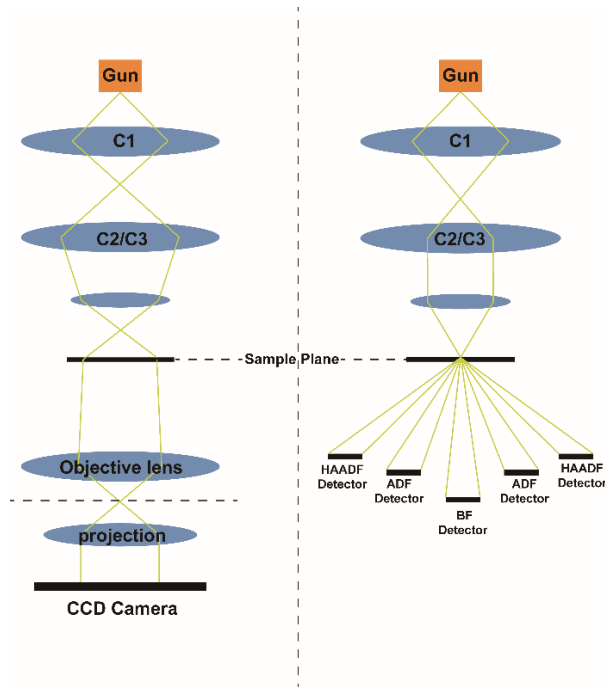 Gun
C1
C2/C3
Sample Plane
Objective lens
projection
CCD Camera
Gun
C1
C2/C3
HAADF
Detector
ADF
Detector
BF
Detector
ADF
Detector
HAADF
Detector